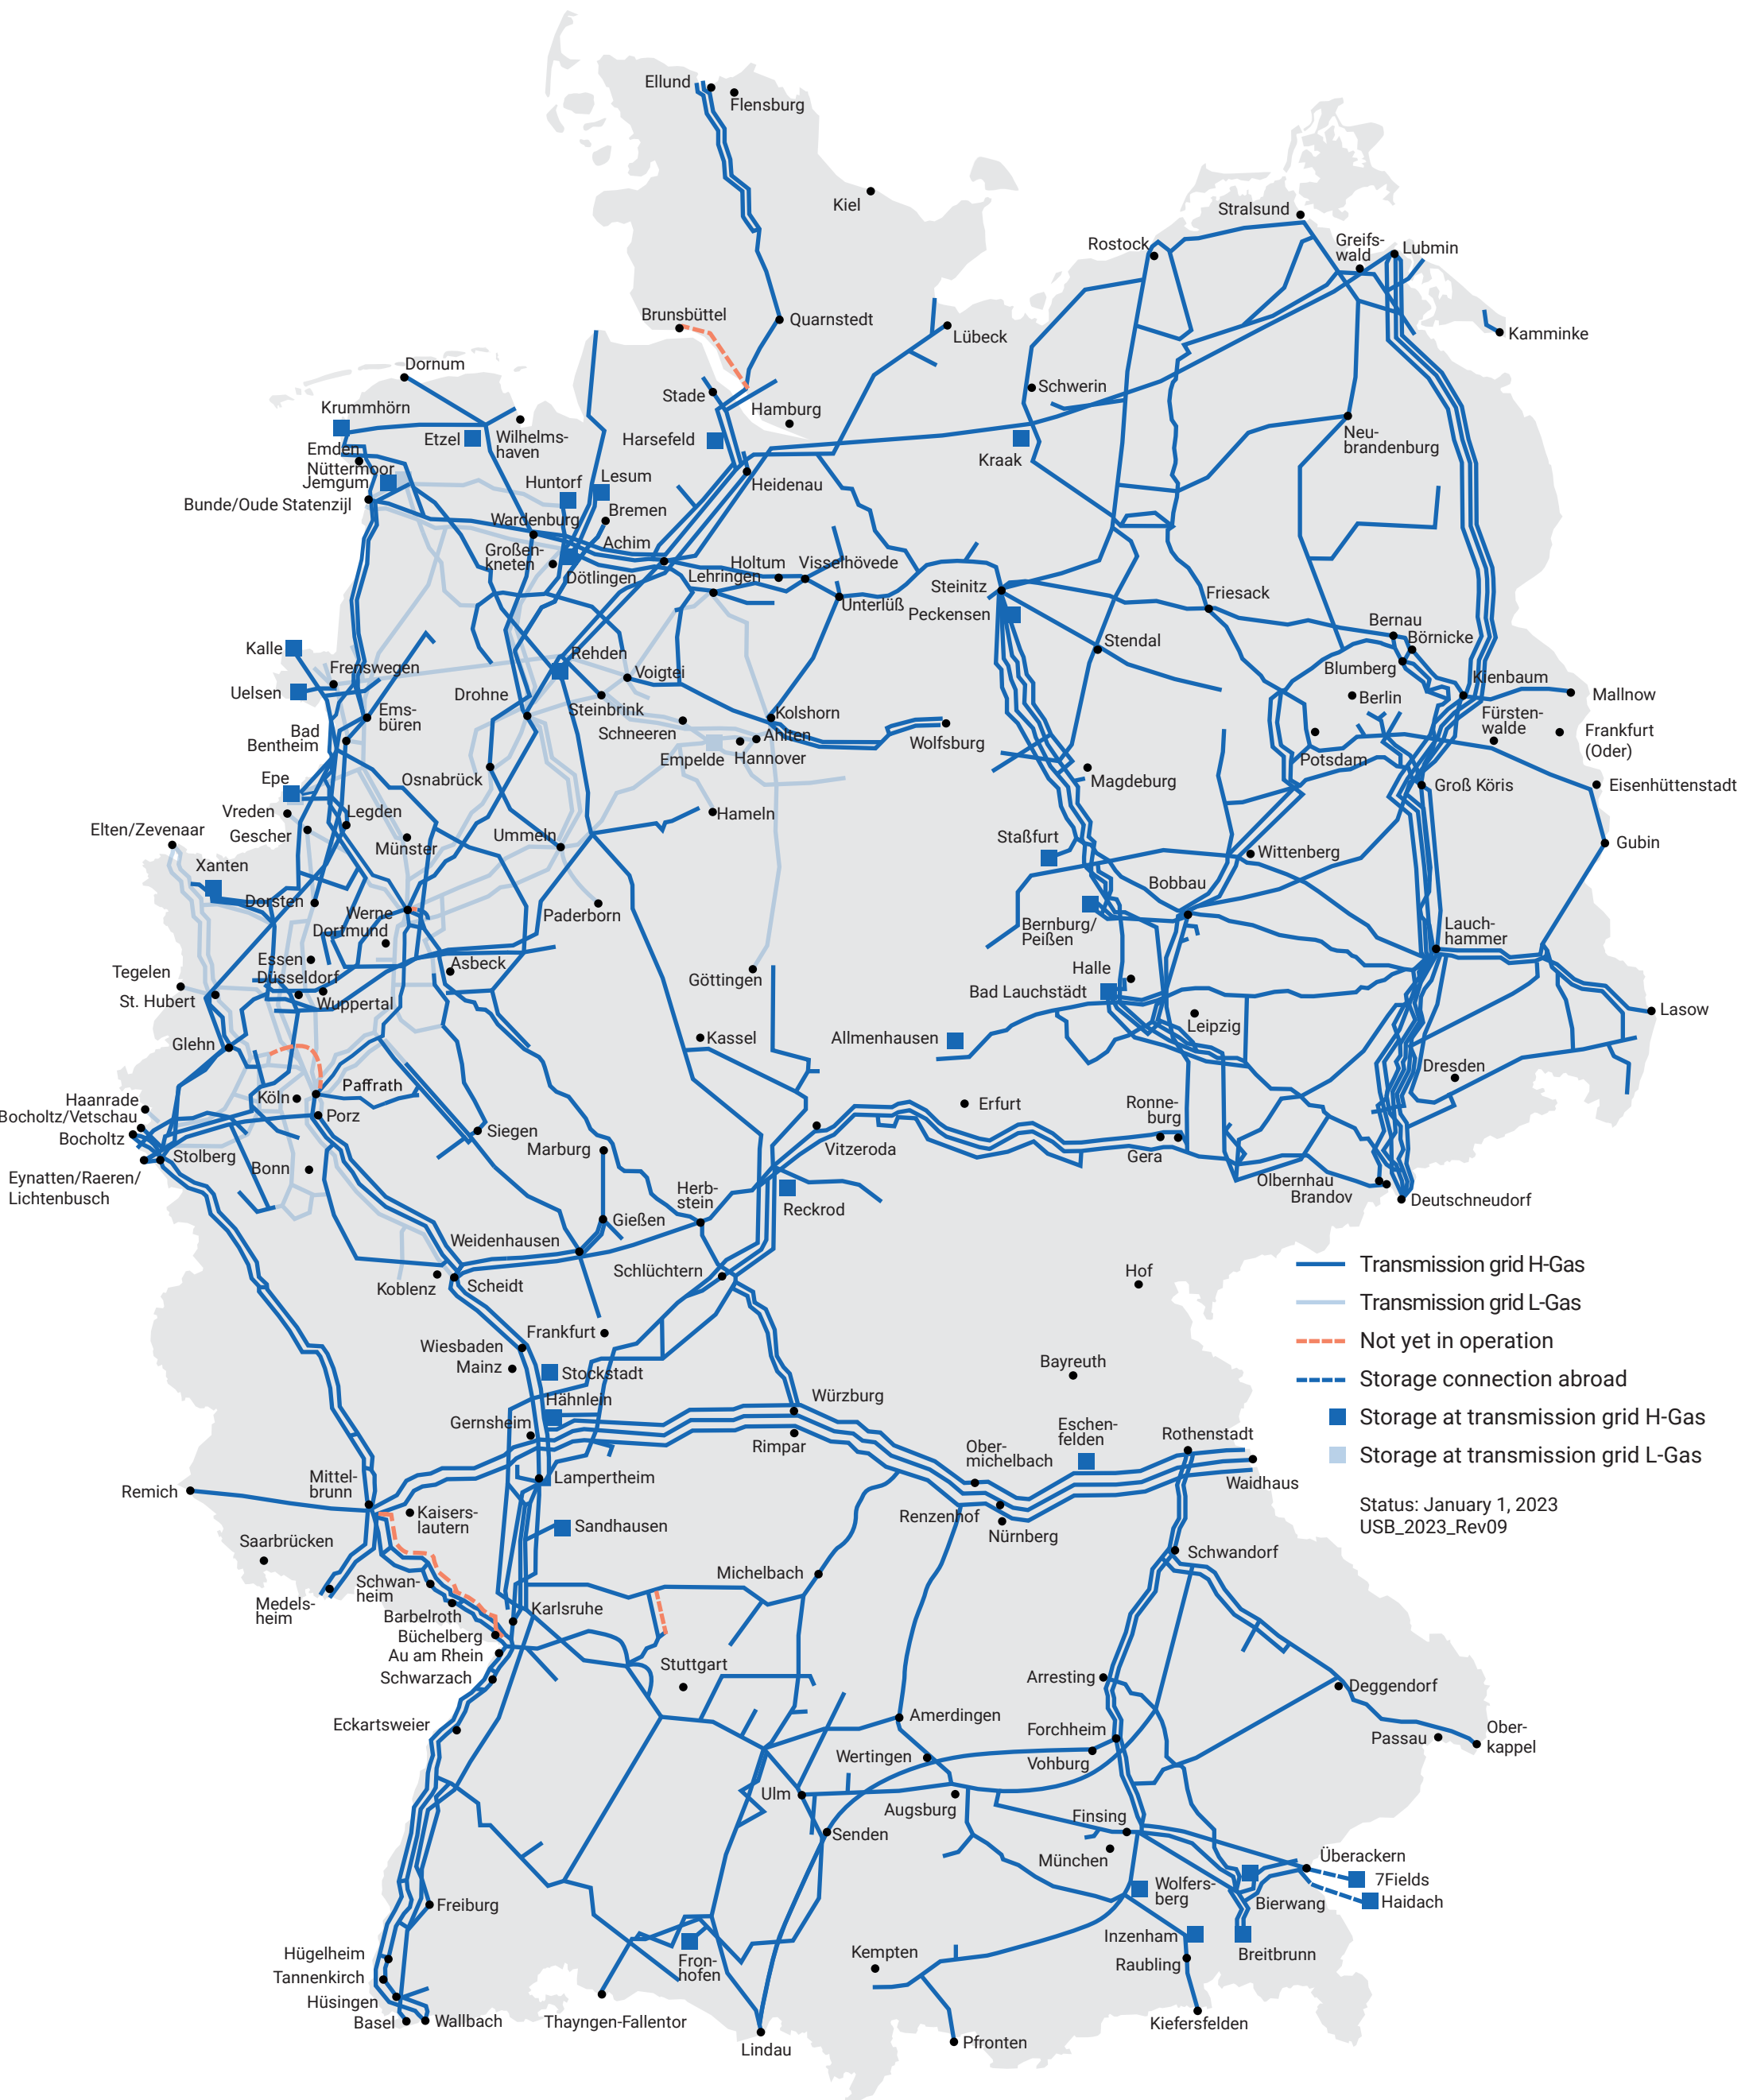 Ellund
Flensburg
Kiel
Stralsund
Rostock
Greifs-
wald
Lubmin
Brunsbüttel
Quarnstedt
Lübeck
Kamminke
Dornum
Schwerin
Stade
Hamburg
Krummhörn
Etzel
Wilhelms-
haven
Harsefeld
Neu-
brandenburg
Emden
Kraak
Nüttermoor
Jemgum
Huntorf
Lesum
Heidenau
Bunde/Oude Statenzijl
Bremen
Wardenburg
Achim
Großen-
kneten
Dötlingen
Holtum
Visselhövede
Lehringen
Steinitz
Friesack
Unterlüß
Peckensen
Bernau
Börnicke
Stendal
Kalle
Rehden
Frenswegen
Voigtei
Blumberg
Kienbaum
Uelsen
Drohne
Berlin
Mallnow
Steinbrink
Kolshorn
Fürsten-
walde
Ems-
büren
Schneeren
Ahlten
Wolfsburg
Frankfurt
(Oder)
Bad
Bentheim
Empelde
Hannover
Potsdam
Epe
Osnabrück
Magdeburg
Groß Köris
Eisenhüttenstadt
Vreden
Legden
Hameln
Elten/Zevenaar
Gescher
Münster
Ummeln
Staßfurt
Gubin
Xanten
Wittenberg
Bobbau
Dorsten
Werne
Paderborn
Dortmund
Bernburg/
Peißen
Lauch-
hammer
Essen
Asbeck
Tegelen
Düsseldorf
Göttingen
Halle
St. Hubert
Wuppertal
Bad Lauchstädt
Lasow
Glehn
Kassel
Allmenhausen
Leipzig
Dresden
Paffrath
Köln
Haanrade
Bocholtz/Vetschau
Porz
Erfurt
Ronne-
burg
Bocholtz
Siegen
Marburg
Vitzeroda
Stolberg
Bonn
Gera
Eynatten/Raeren/
Lichtenbusch
Herb-
stein
Olbernhau
Brandov
Reckrod
Deutschneudorf
Gießen
Weidenhausen
Schlüchtern
Hof
Koblenz
Scheidt
Transmission grid H-Gas
Transmission grid L-Gas
Not yet in operation
Storage connection abroad
Storage at transmission grid H-Gas
Storage at transmission grid L-Gas
Status: January 1, 2023
USB_2023_Rev09
Frankfurt
Wiesbaden
Mainz
Stockstadt
Bayreuth
Hähnlein
Würzburg
Gernsheim
Rimpar
Eschen-
felden
Ober-
michelbach
Rothenstadt
Mittel-
brunn
Lampertheim
Waidhaus
Remich
Kaisers-
lautern
Sandhausen
Renzenhof
Nürnberg
Saarbrücken
Schwandorf
Schwan-
heim
Michelbach
Medels-
heim
Barbelroth
Karlsruhe
Büchelberg
Au am Rhein
Stuttgart
Schwarzach
Arresting
Deggendorf
Eckartsweier
Amerdingen
Forchheim
Passau
Ober-
kappel
Wertingen
Vohburg
Ulm
Augsburg
Finsing
Senden
München
Überackern
7Fields
Wolfers-
berg
Bierwang
Haidach
Freiburg
Inzenham
Breitbrunn
Hügelheim
Fron-
hofen
Kempten
Raubling
Tannenkirch
Hüsingen
Basel
Wallbach
Thayngen-Fallentor
Kiefersfelden
Lindau
Pfronten